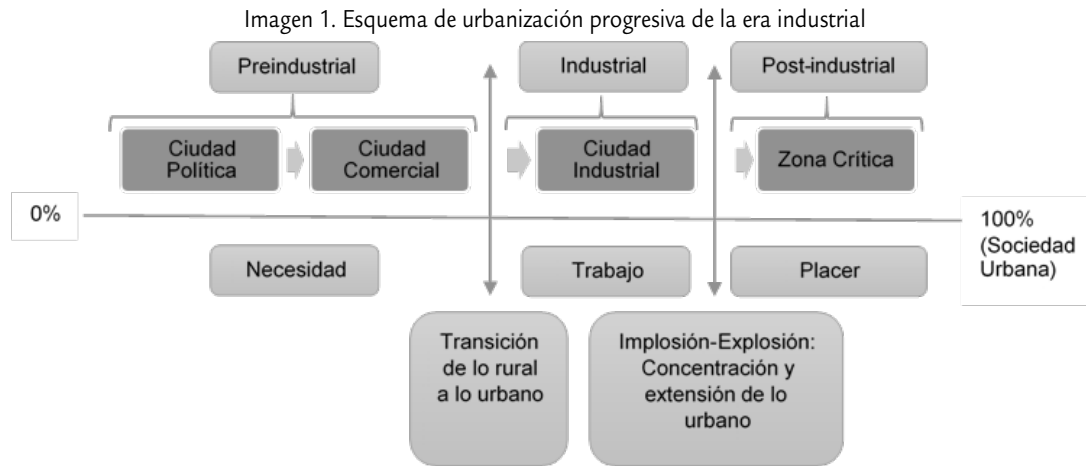 Imagen 1. Esquema de urbanización progresiva de la era industrial
Preindustrial
Industrial
Post-industrial
Ciudad
Política
Ciudad
Comercial
Ciudad
Industrial
Zona Crítica
0%
100%
(Sociedad
Urbana)
Necesidad
Trabajo
Placer
Transición
de lo rural
a lo urbano
Implosión-Explosión:
Concentración y
extensión de lo
urbano